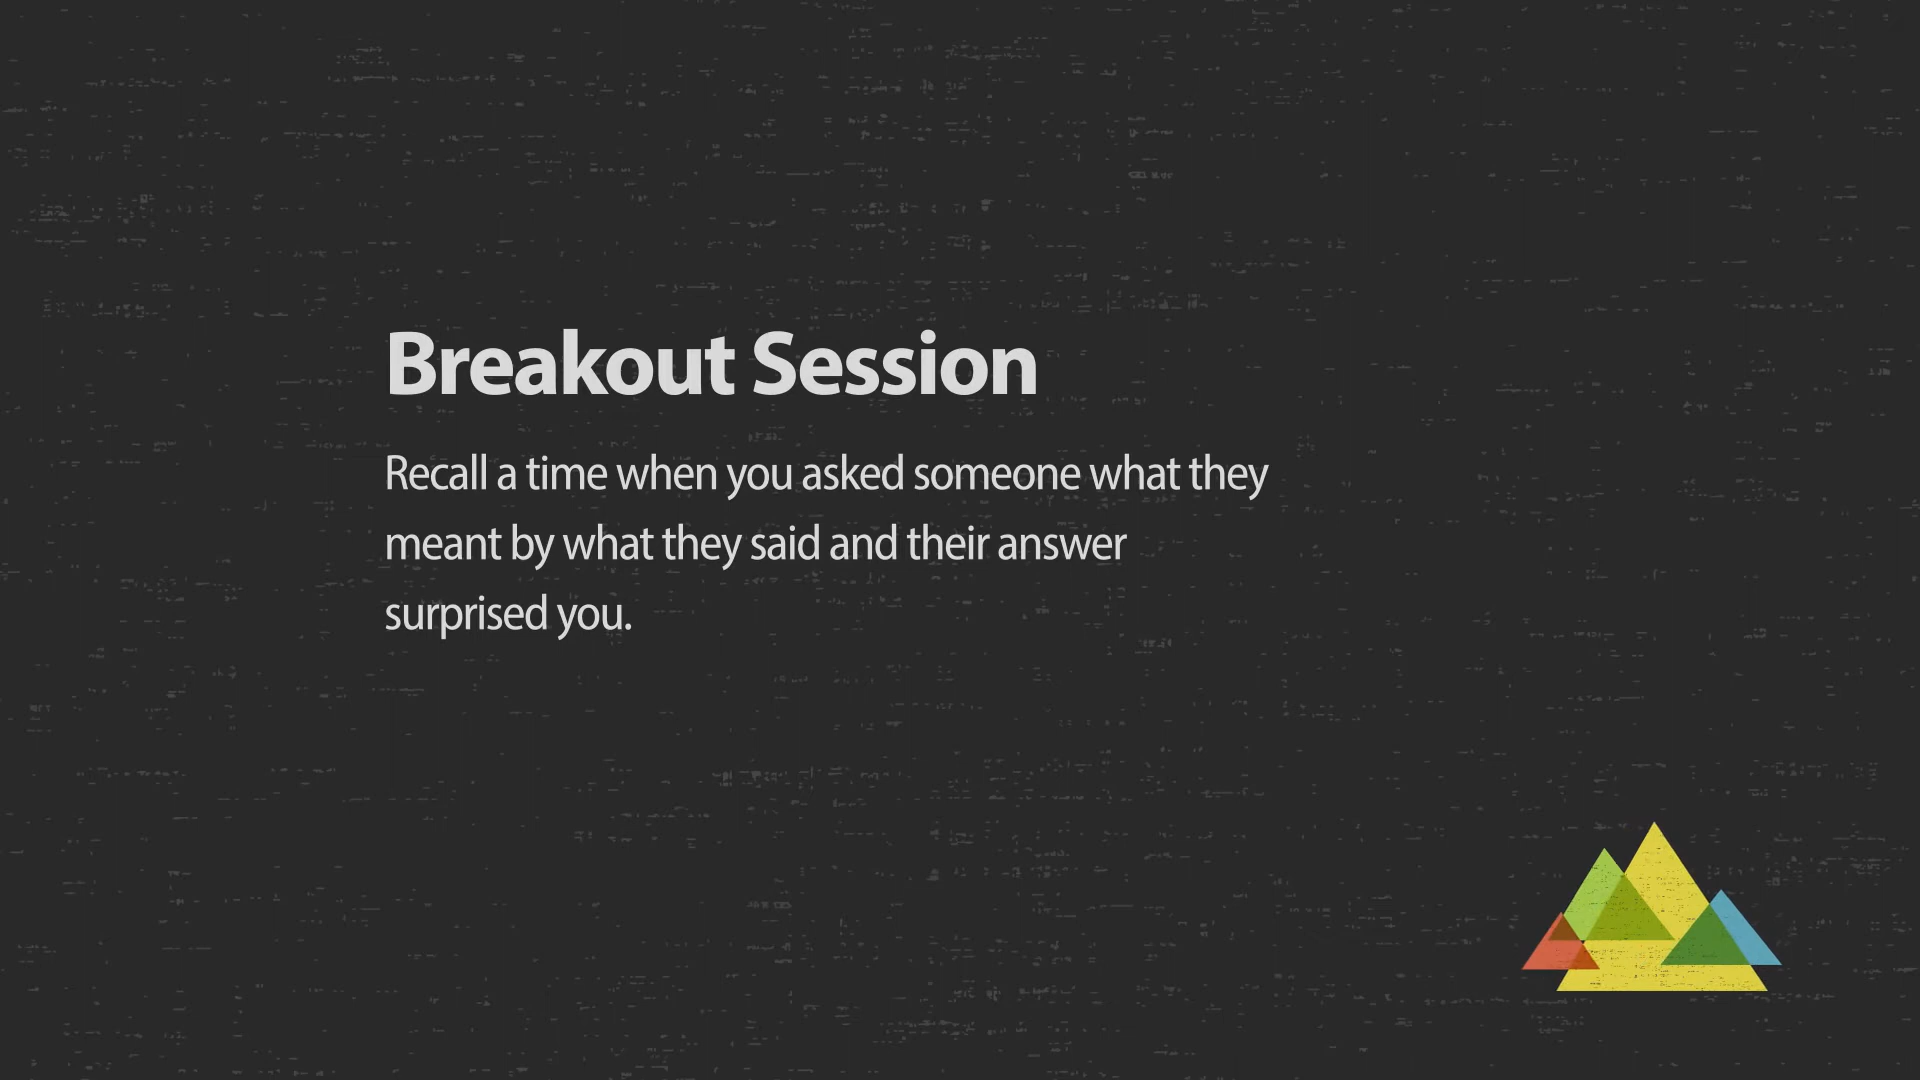 Breakout Session
Recall a time when you asked someone what they
meant by what they said and their answer
surprised you.